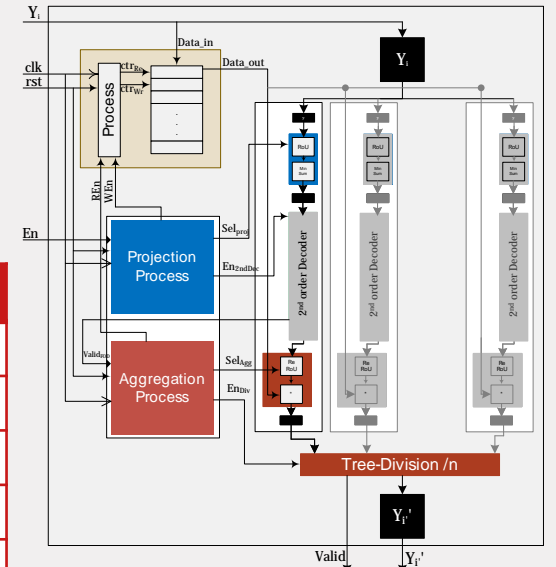 Yᵢ
Data_in
Data_out
Yᵢ
clk
rst
Process
ctrRe
ctrWr
REn
WEn
RoU
Min Sum
RoU
Min Sum
RoU
Min Sum
En
Projection
Process
Selproj
En2ndDec
2nd order Decoder
2nd order Decoder
2nd order Decoder
Aggregation
Process
SelAgg
EnDiv
Re
RoU
Re
RoU
Re
RoU
Tree-Division /n
Yᵢ'
Valid
Yᵢ'